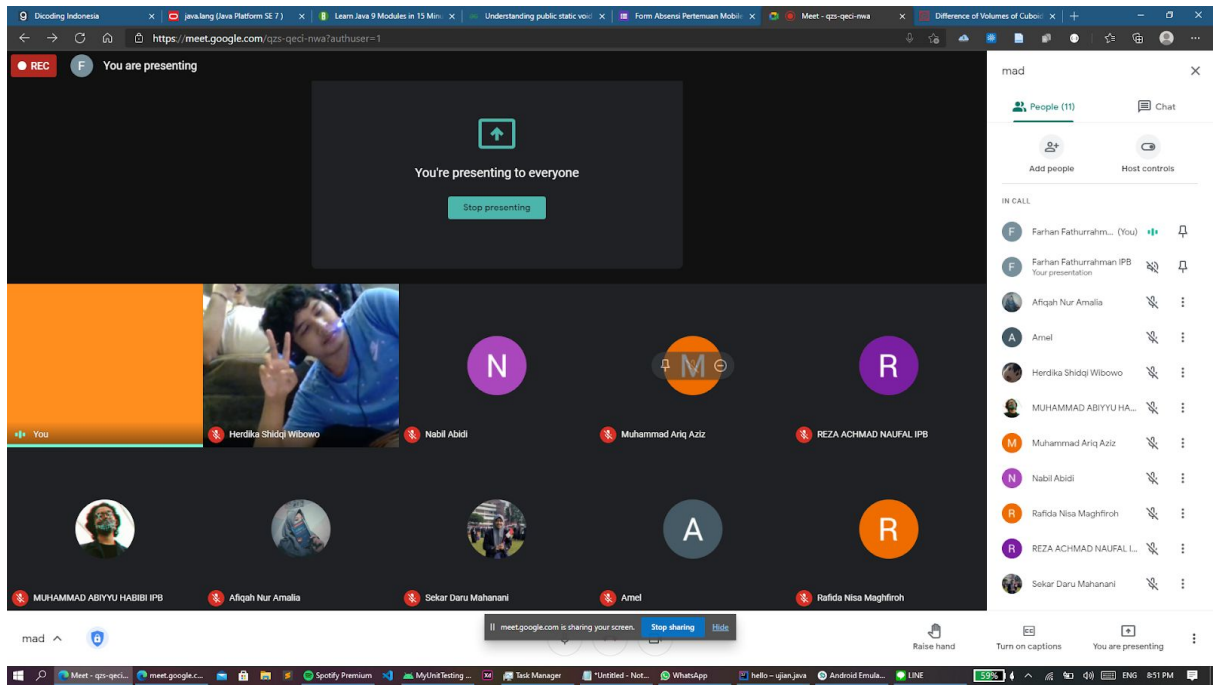 Dicoding Indonesia
java.lang (Java Platform SE 7 )
Learn Java 9 Modules in 15 Min
Understanding public static void
Form Absensi Pertemuan Mobile
Meet - qzs-qeci-nwa
Difference of Volumes of Cuboid
https://meet.google.com/qzs-qeci-nwa?authuser=1
REC
F
You are presenting
You're presenting to everyone
Stop presenting
You
Herdika Shidqi Wibowo
N
Nabil Abidi
M
Muhammad Ariq Aziz
R
REZA ACHMAD NAUFAL IPB
MUHAMMAD ABIYYU HABIBI IPB
Afiqah Nur Amalia
Sekar Daru Mahanani
A
Amel
R
Rafida Nisa Maghfiroh
mad
People (11)
Chat
Add people
Host controls
IN CALL
F Farhan Fathurrahm... (You)
F Farhan Fathurrahman IPB
Your presentation
Afiqah Nur Amalia
A Amel
Herdika Shidqi Wibowo
MUHAMMAD ABIYYU HA...
M Muhammad Ariq Aziz
N Nabil Abidi
R Rafida Nisa Maghfiroh
R REZA ACHMAD NAUFAL I...
Sekar Daru Mahanani
mad
meet.google.com is sharing your screen.
Stop sharing
Hide
Raise hand
Turn on captions
You are presenting
Meet - qzs-qeci...
meet.google.c...
Spotify Premium
MyUnitTesting ...
Task Manager
*Untitled - Not...
WhatsApp
hello – ujian.java
Android Emula...
LINE
59%
ENG
8:51 PM